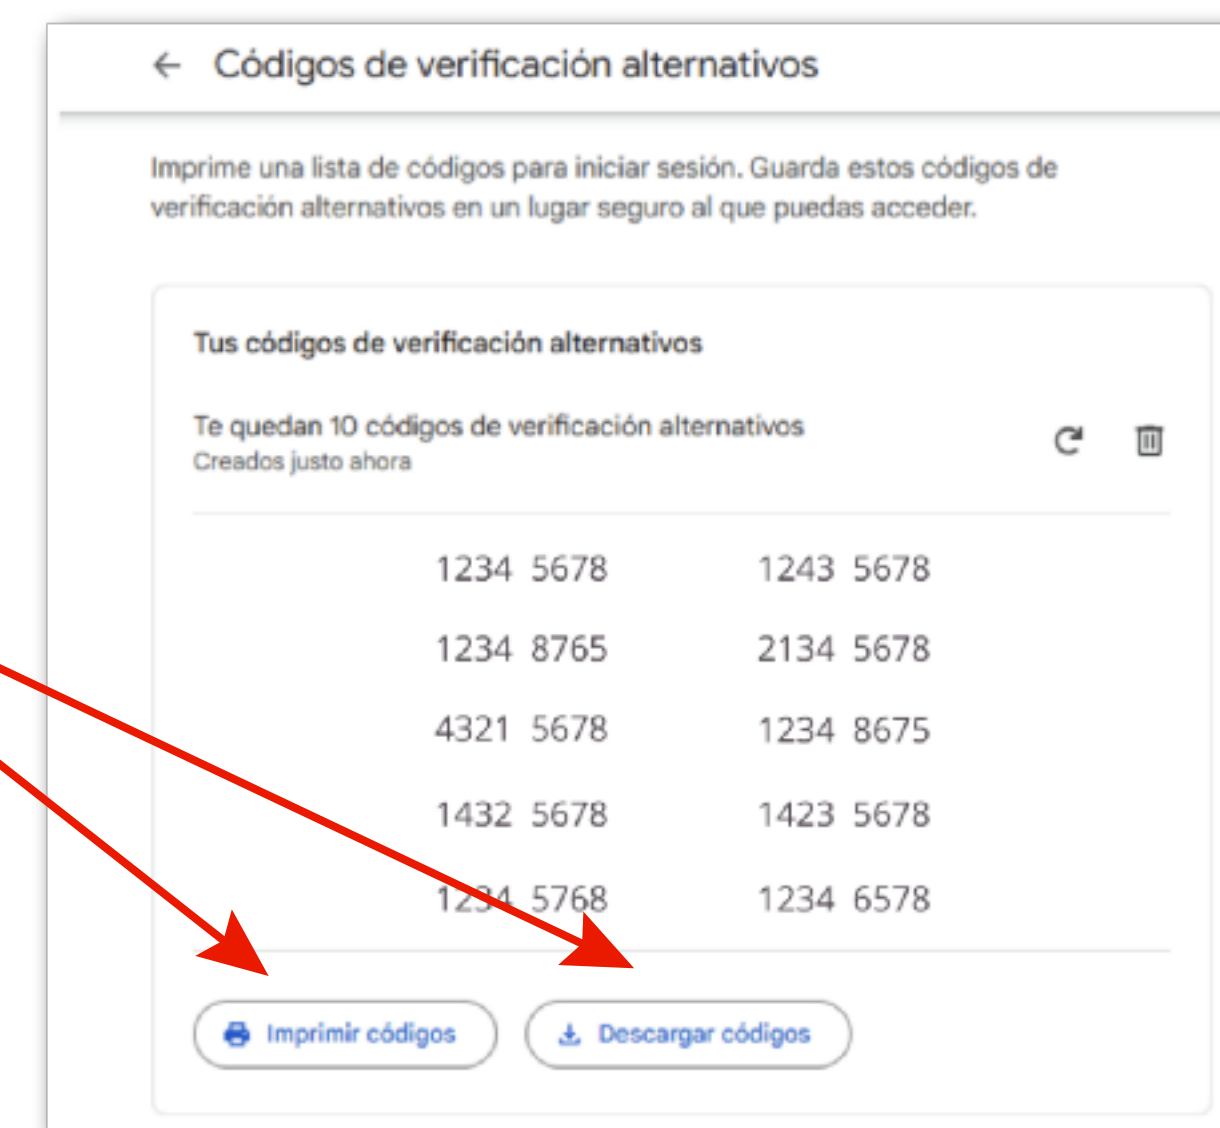 Códigos de verificación alternativos
Imprime una lista de códigos para iniciar sesión. Guarda estos códigos de
verificación alternativos en un lugar seguro al que puedas acceder.
Tus códigos de verificación alternativos
Te quedan 10 códigos de verificación alternativos
Creados justo ahora
1234 5678 1243 5678
1234 8765 2134 5678
4321 5678 1234 8675
1432 5678 1423 5678
1234 5768 1234 6578
Imprimir códigos Descargar códigos